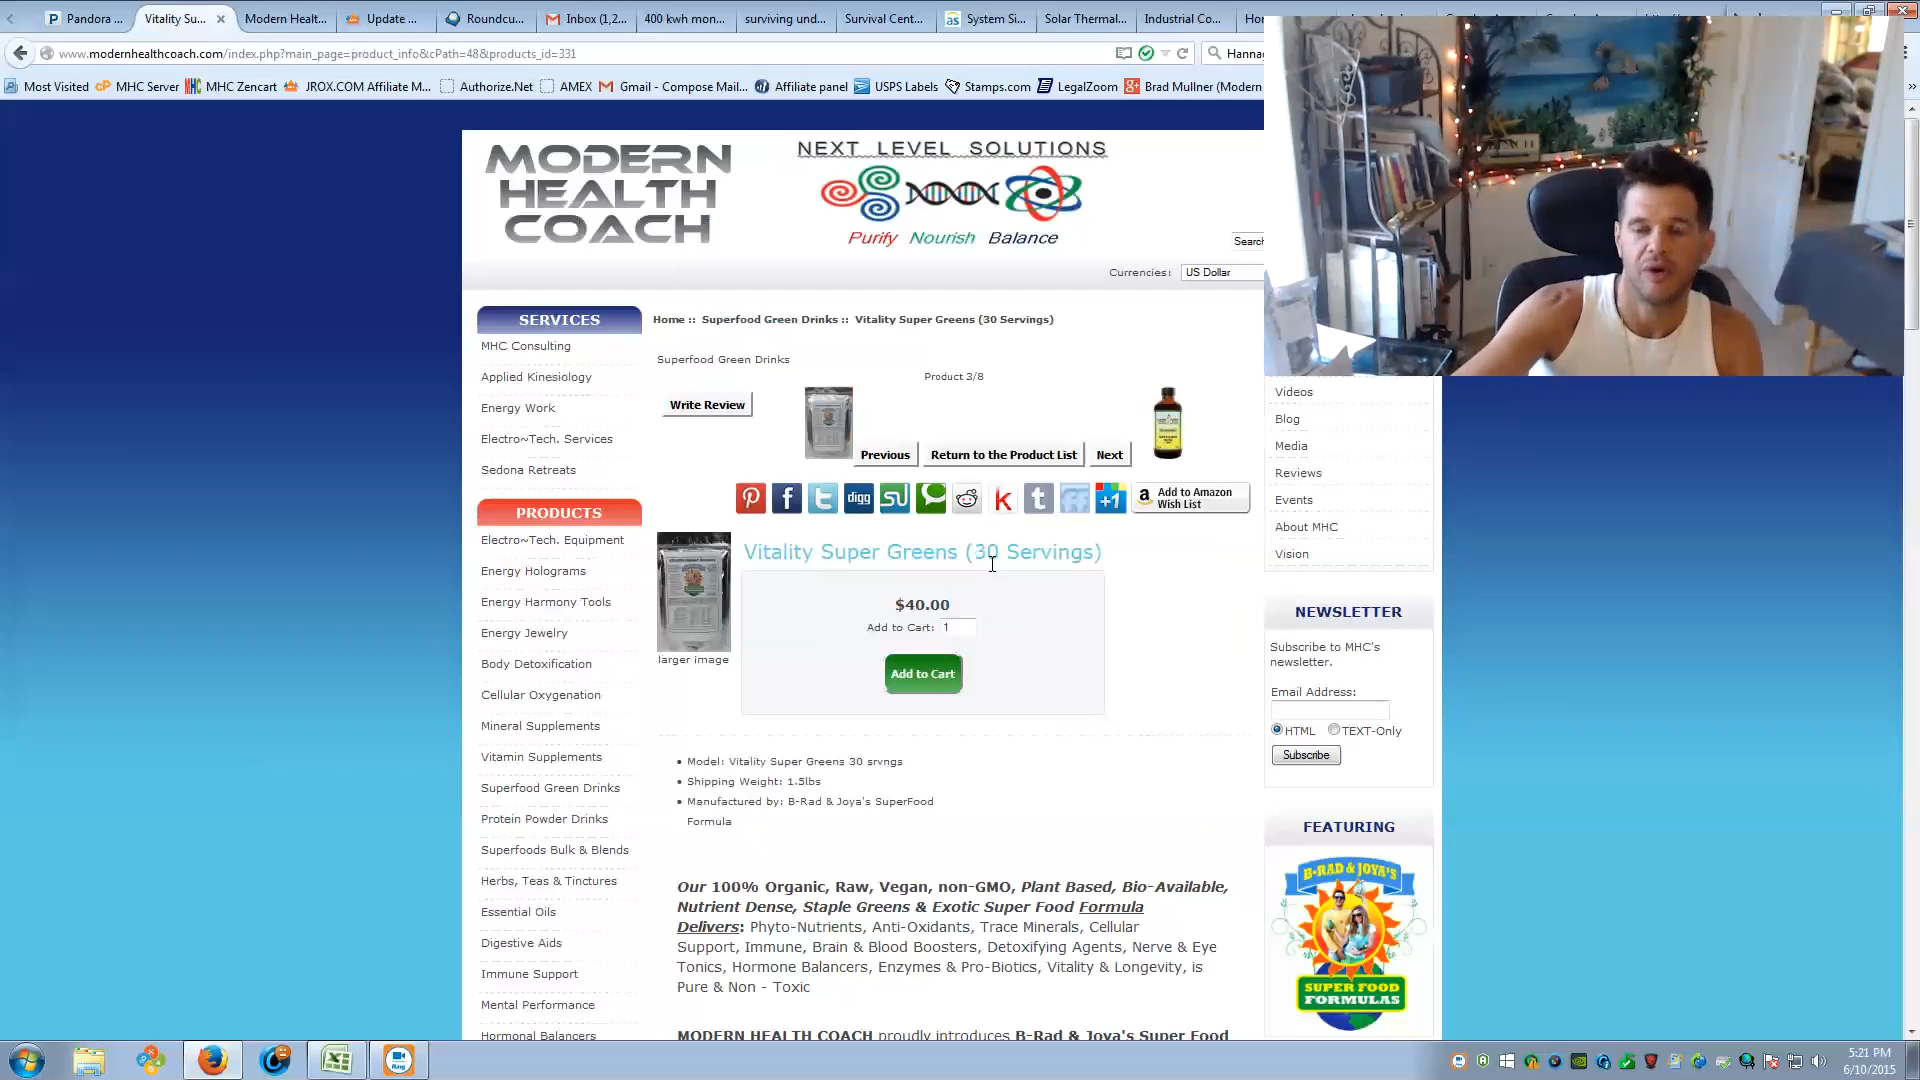 Pandora ...
Vitality Su...
Modern Healt...
Update ...
Roundcu...
Inbox (1,2...
400 kwh mon...
surviving und...
Survival Cent...
System Si...
Solar Thermal...
Industrial Co...
www.modernhealthcoach.com/index.php?main_page=product_info&cPath=48&products_id=331
Hanna
Most Visited
MHC Server
MHC Zencart
JROX.COM Affiliate M...
Authorize.Net
AMEX
Gmail - Compose Mail...
Affiliate panel
USPS Labels
Stamps.com
LegalZoom
Brad Mullner (Modern
MODERN
HEALTH
COACH
NEXT LEVEL SOLUTIONS
Purify Nourish Balance
Search
Currencies: US Dollar
SERVICES
MHC Consulting
Applied Kinesiology
Energy Work
Electro~Tech. Services
Sedona Retreats
PRODUCTS
Electro~Tech. Equipment
Energy Holograms
Energy Harmony Tools
Energy Jewelry
Body Detoxification
Cellular Oxygenation
Mineral Supplements
Vitamin Supplements
Superfood Green Drinks
Protein Powder Drinks
Superfoods Bulk & Blends
Herbs, Teas & Tinctures
Essential Oils
Digestive Aids
Immune Support
Mental Performance
Hormonal Balancers
Home :: Superfood Green Drinks :: Vitality Super Greens (30 Servings)
Superfood Green Drinks
Product 3/8
Write Review
Previous
Return to the Product List
Next
digg
k
t
+1
Add to Amazon
Wish List
Vitality Super Greens (30 Servings)
larger image
$40.00
Add to Cart: 1
Add to Cart
• Model: Vitality Super Greens 30 srvngs
• Shipping Weight: 1.5lbs
• Manufactured by: B-Rad & Joya's SuperFood
Formula
Our 100% Organic, Raw, Vegan, non-GMO, Plant Based, Bio-Available,
Nutrient Dense, Staple Greens & Exotic Super Food Formula
Delivers: Phyto-Nutrients, Anti-Oxidants, Trace Minerals, Cellular
Support, Immune, Brain & Blood Boosters, Detoxifying Agents, Nerve & Eye
Tonics, Hormone Balancers, Enzymes & Pro-Biotics, Vitality & Longevity, is
Pure & Non - Toxic
MODERN HEALTH COACH proudly introduces B-Rad & Joya's Super Food
Videos
Blog
Media
Reviews
Events
About MHC
Vision
NEWSLETTER
Subscribe to MHC's
newsletter.
Email Address:
HTML
TEXT-Only
Subscribe
FEATURING
B-RAD & JOYA'S
SUPER FOOD
FORMULAS
5:21 PM
6/10/2015